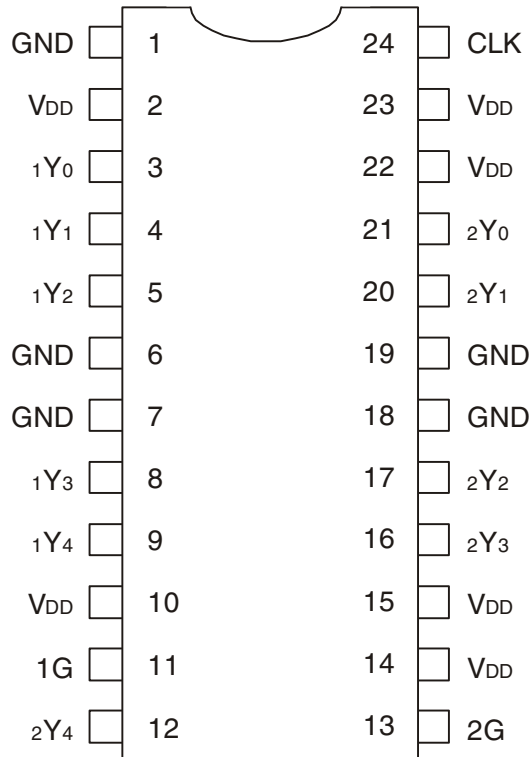 GND 1 24 CLK
VDD 2 23 VDD
1Y0 3 22 VDD
1Y1 4 21 2Y0
1Y2 5 20 2Y1
GND 6 19 GND
GND 7 18 GND
1Y3 8 17 2Y2
1Y4 9 16 2Y3
VDD 10 15 VDD
1G 11 14 VDD
2Y4 12 13 2G